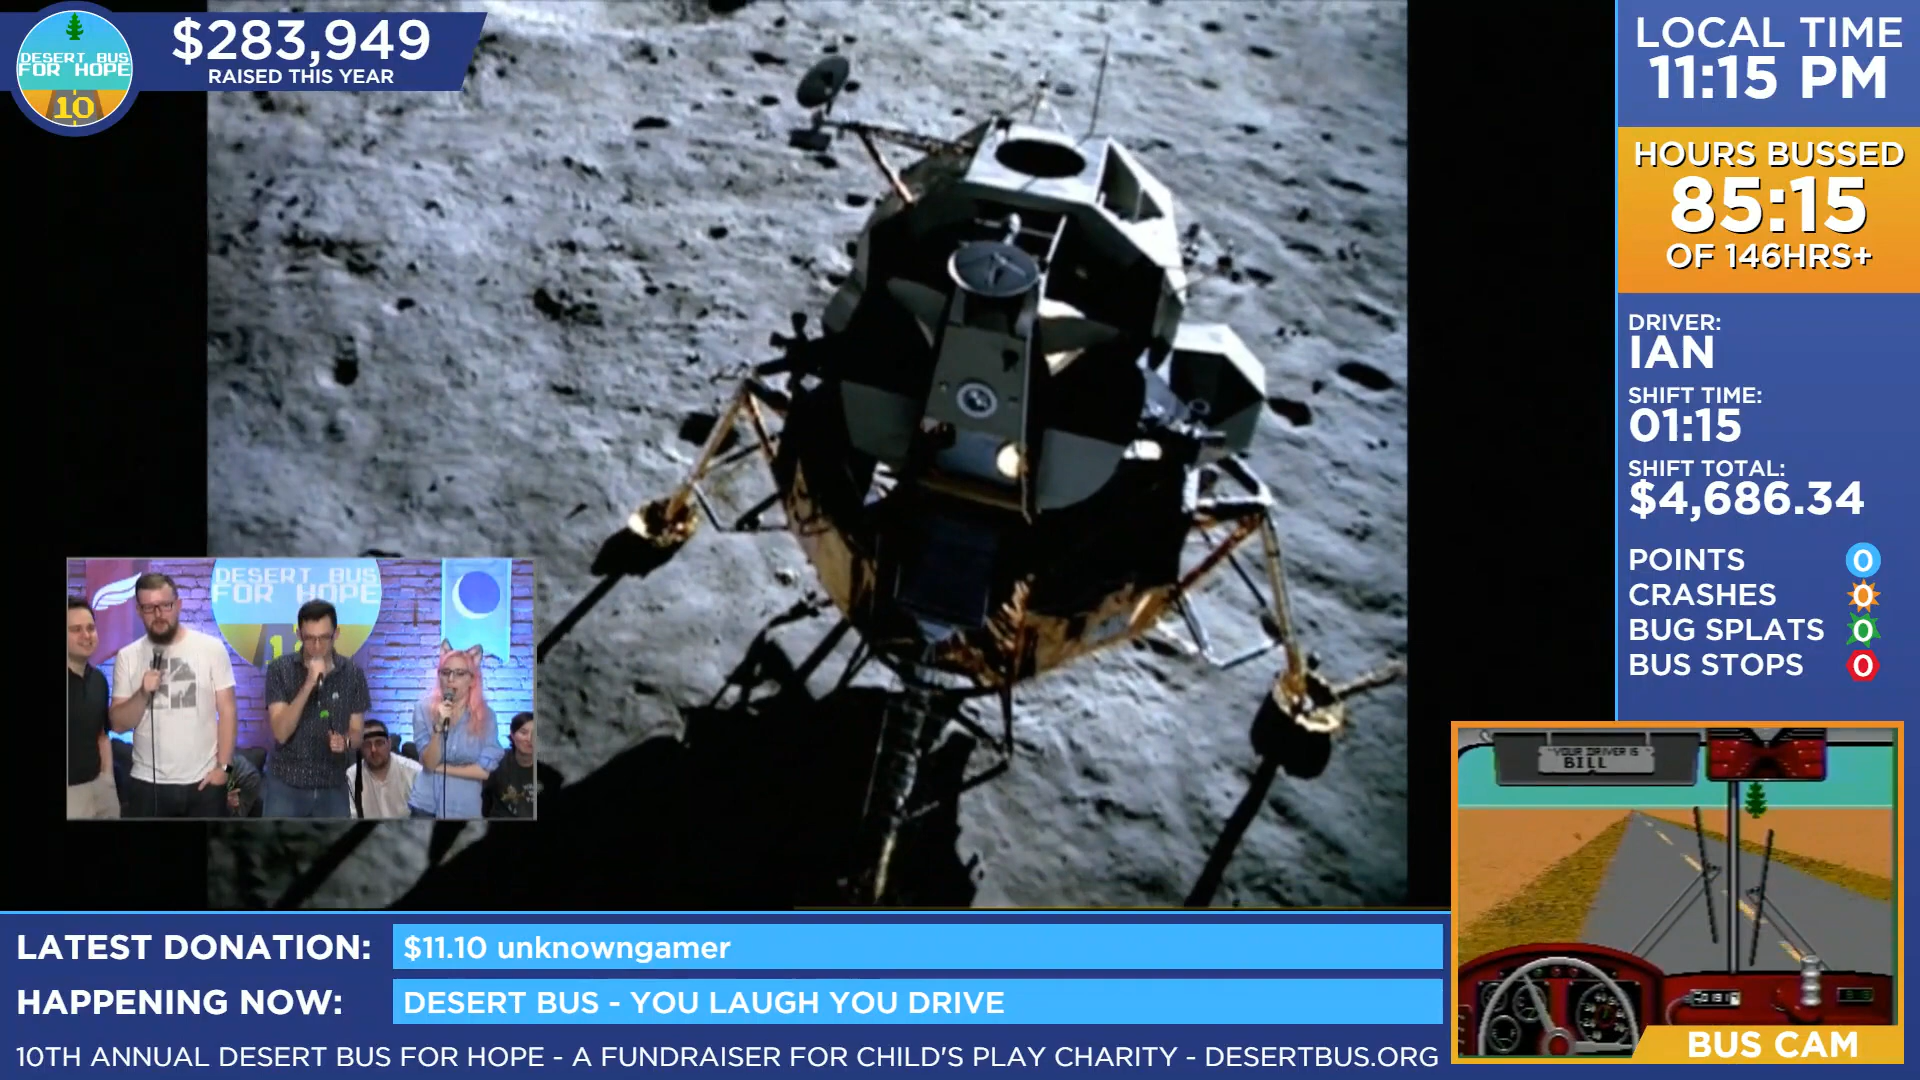 DESERT BUS
FOR HOPE
10
$283,949
RAISED THIS YEAR
LOCAL TIME
11:15 PM
HOURS BUSSED
85:15
OF 146HRS+
DRIVER:
IAN
SHIFT TIME:
01:15
SHIFT TOTAL:
$4,686.34
POINTS 0
CRASHES 0
BUG SPLATS 0
BUS STOPS 0
DESERT BUS
FOR HOPE
"YOUR DRIVER IS
BILL
BUS CAM
LATEST DONATION: $11.10 unknowngamer
HAPPENING NOW: DESERT BUS - YOU LAUGH YOU DRIVE
10TH ANNUAL DESERT BUS FOR HOPE - A FUNDRAISER FOR CHILD'S PLAY CHARITY - DESERTBUS.ORG